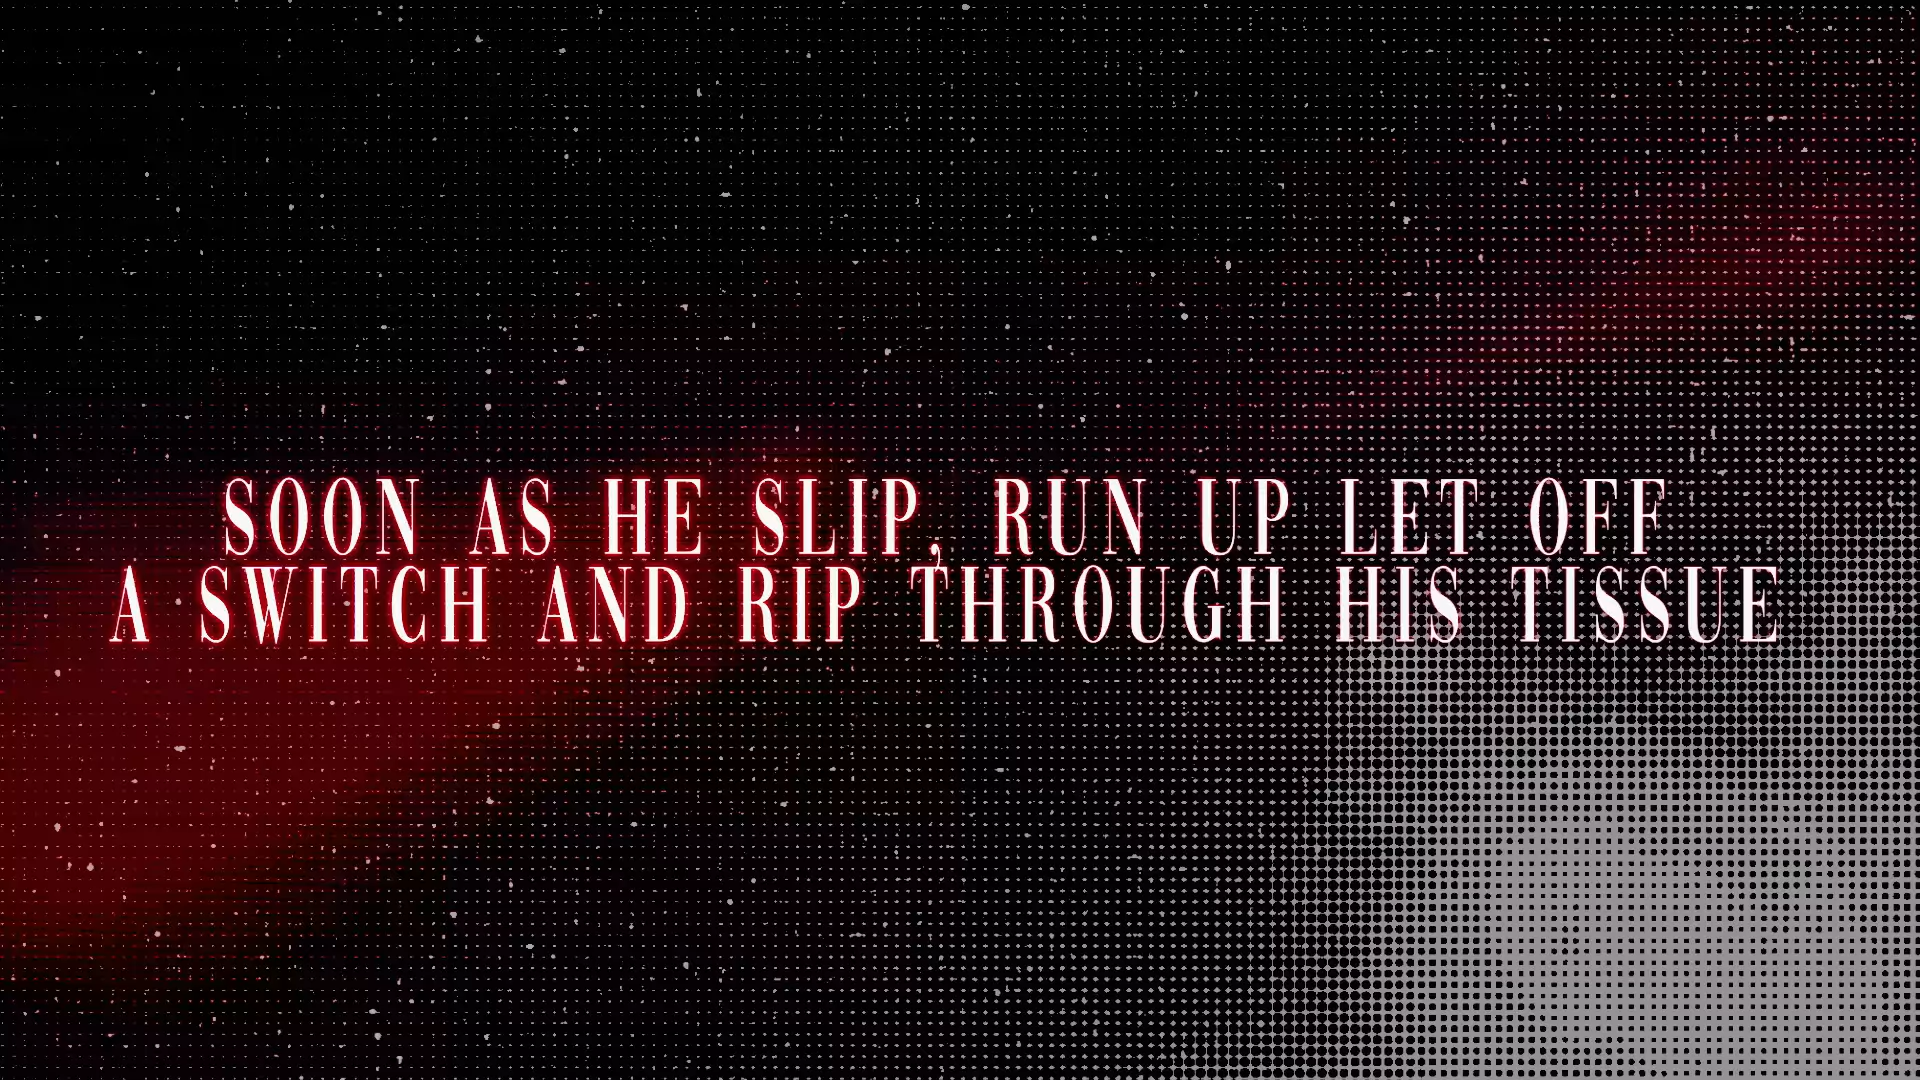 SOON AS HE SLIP, RUN UP LET OFF
A SWITCH AND RIP THROUGH HIS TISSUE